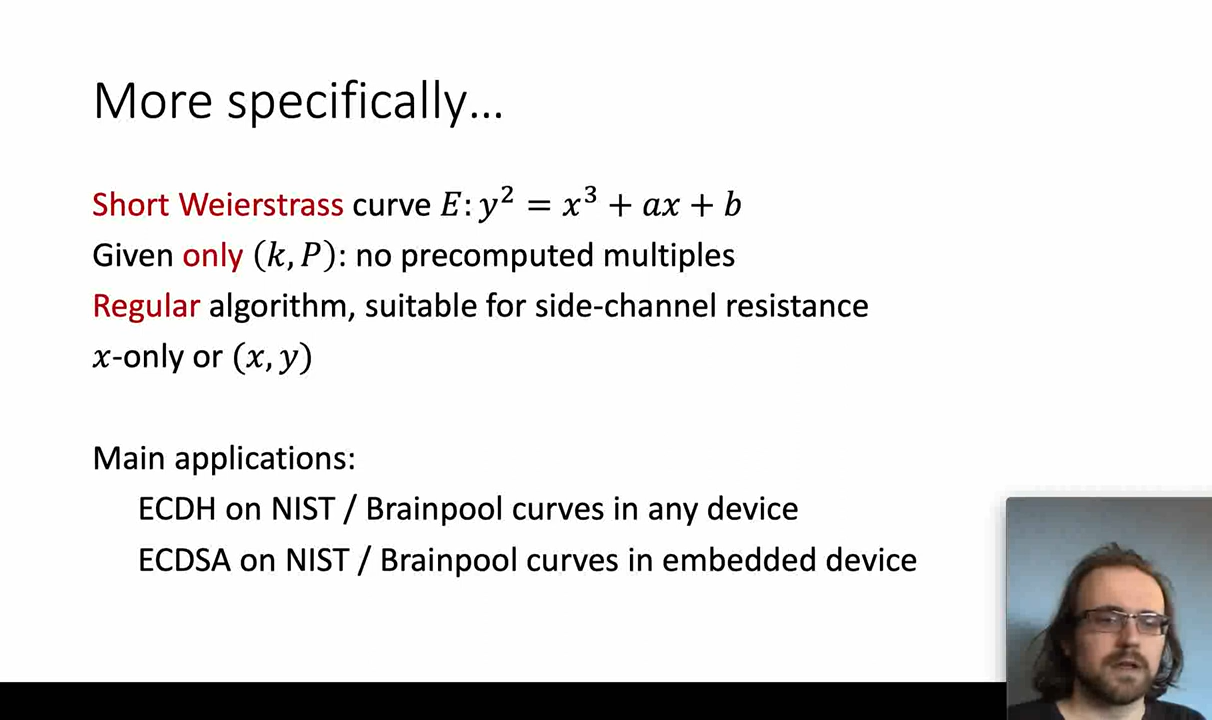 More specifically…
Short Weierstrass curve E: y² = x³ + ax + b
Given only (k, P): no precomputed multiples
Regular algorithm, suitable for side-channel resistance
x-only or (x, y)
Main applications:
ECDH on NIST / Brainpool curves in any device
ECDSA on NIST / Brainpool curves in embedded device